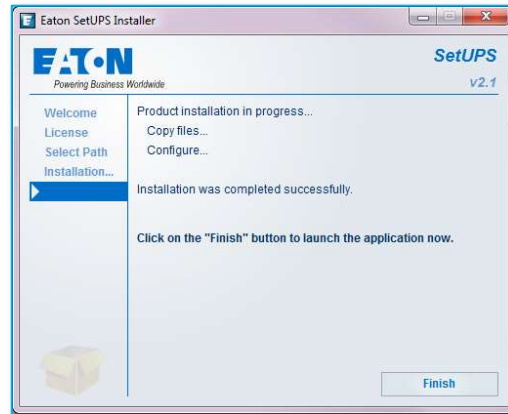 Eaton SetUPS Installer
EATON
Powering Business Worldwide
SetUPS
v2.1
Welcome
License
Select Path
Installation...
Product installation in progress...
Copy files...
Configure...
Installation was completed successfully.
Click on the "Finish" button to launch the application now.
Finish